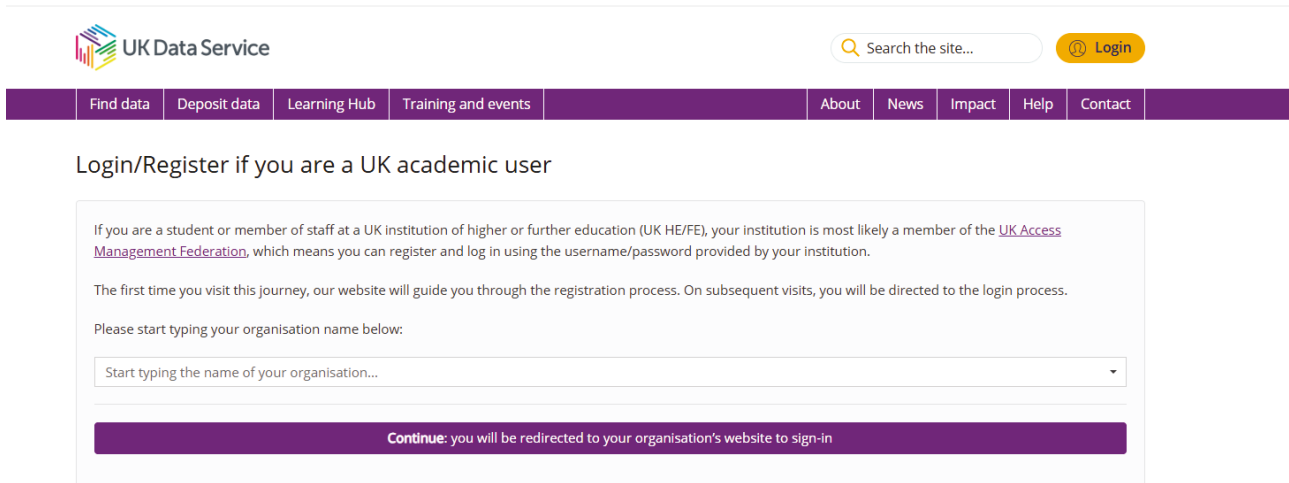 UK Data Service
Search the site...
Login
Find data
Deposit data
Learning Hub
Training and events
About
News
Impact
Help
Contact
Login/Register if you are a UK academic user
If you are a student or member of staff at a UK institution of higher or further education (UK HE/FE), your institution is most likely a member of the UK Access
Management Federation, which means you can register and log in using the username/password provided by your institution.
The first time you visit this journey, our website will guide you through the registration process. On subsequent visits, you will be directed to the login process.
Please start typing your organisation name below:
Start typing the name of your organisation...
Continue: you will be redirected to your organisation's website to sign-in